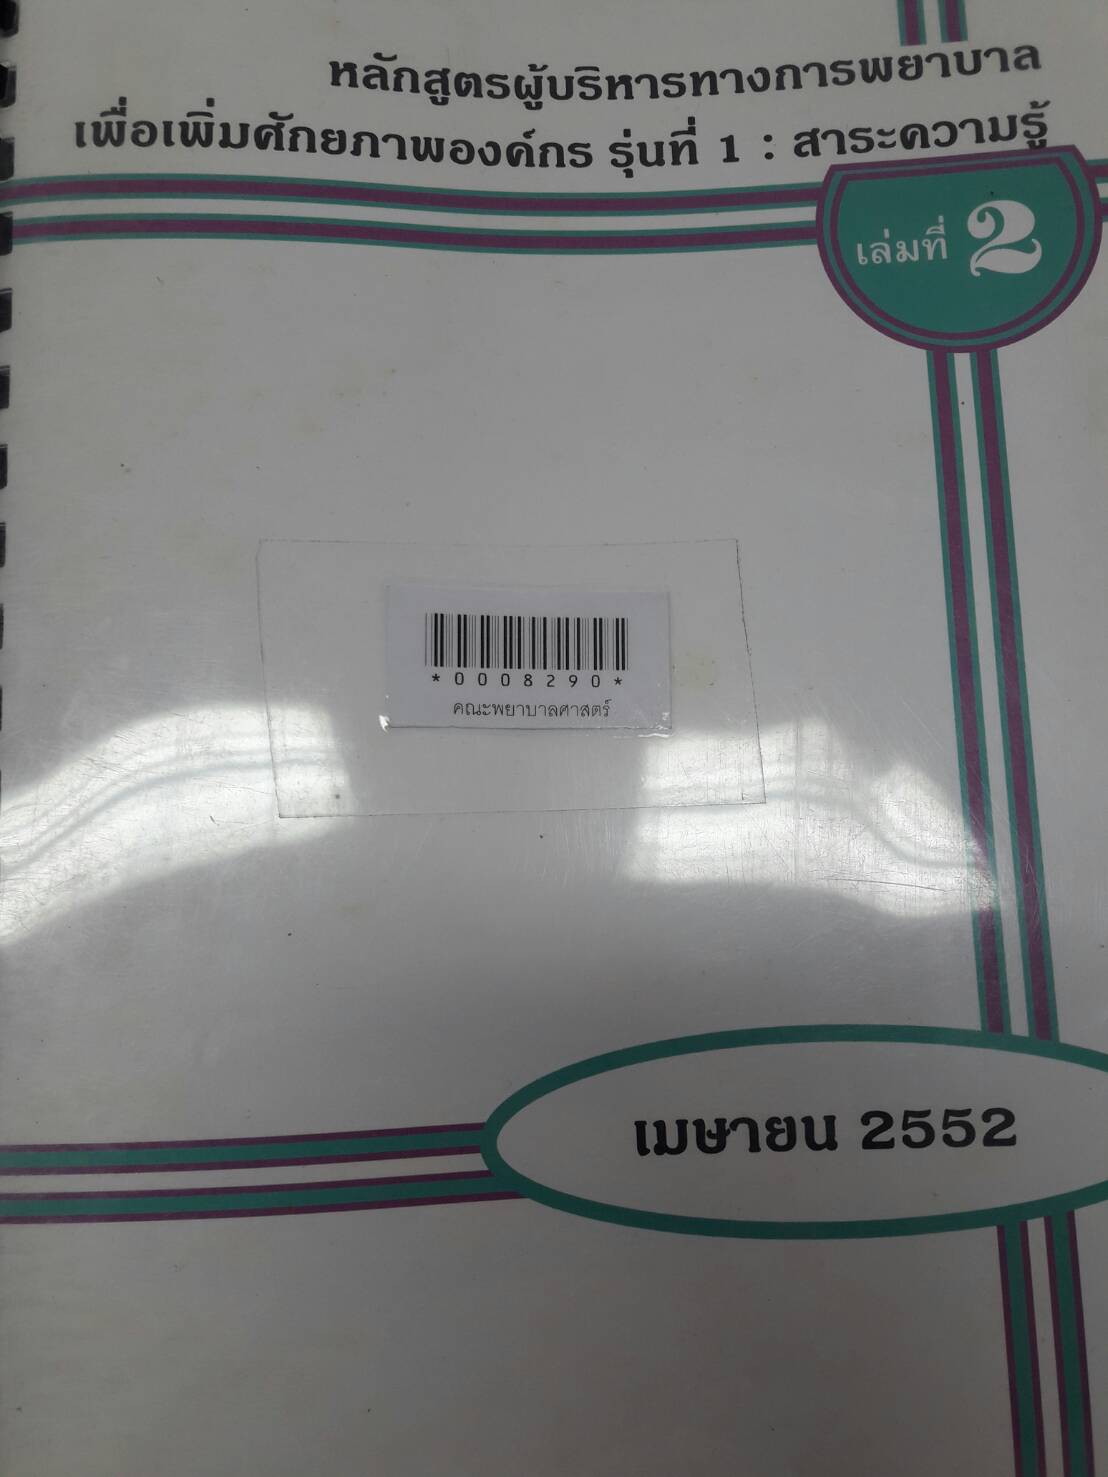 หลักสูตรผู้บริหารทางการพยาบาล
เพื่อเพิ่มศักยภาพองค์กร รุ่นที่ 1 : สาระความรู้
เล่มที่ 2
*0008290*
คณะพยาบาลศาสตร์
เมษายน 2552